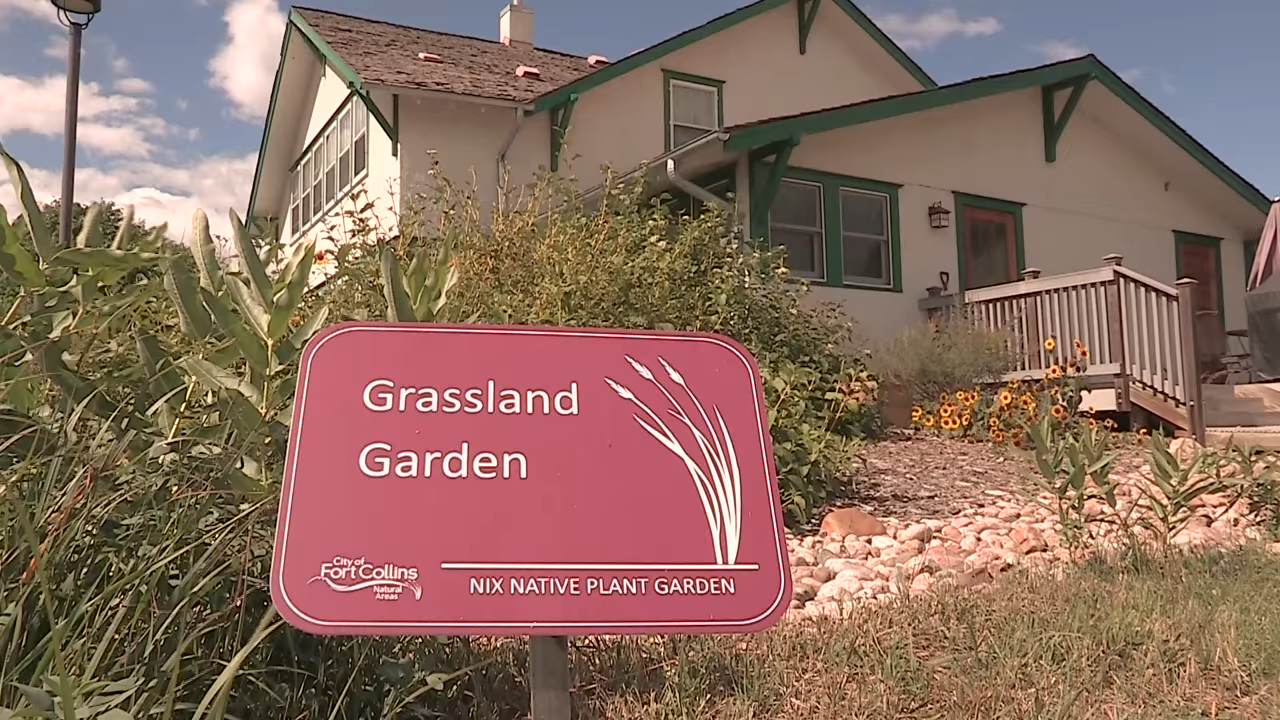 Grassland
Garden
City of
Fort Collins
Natural
Areas
NIX NATIVE PLANT GARDEN